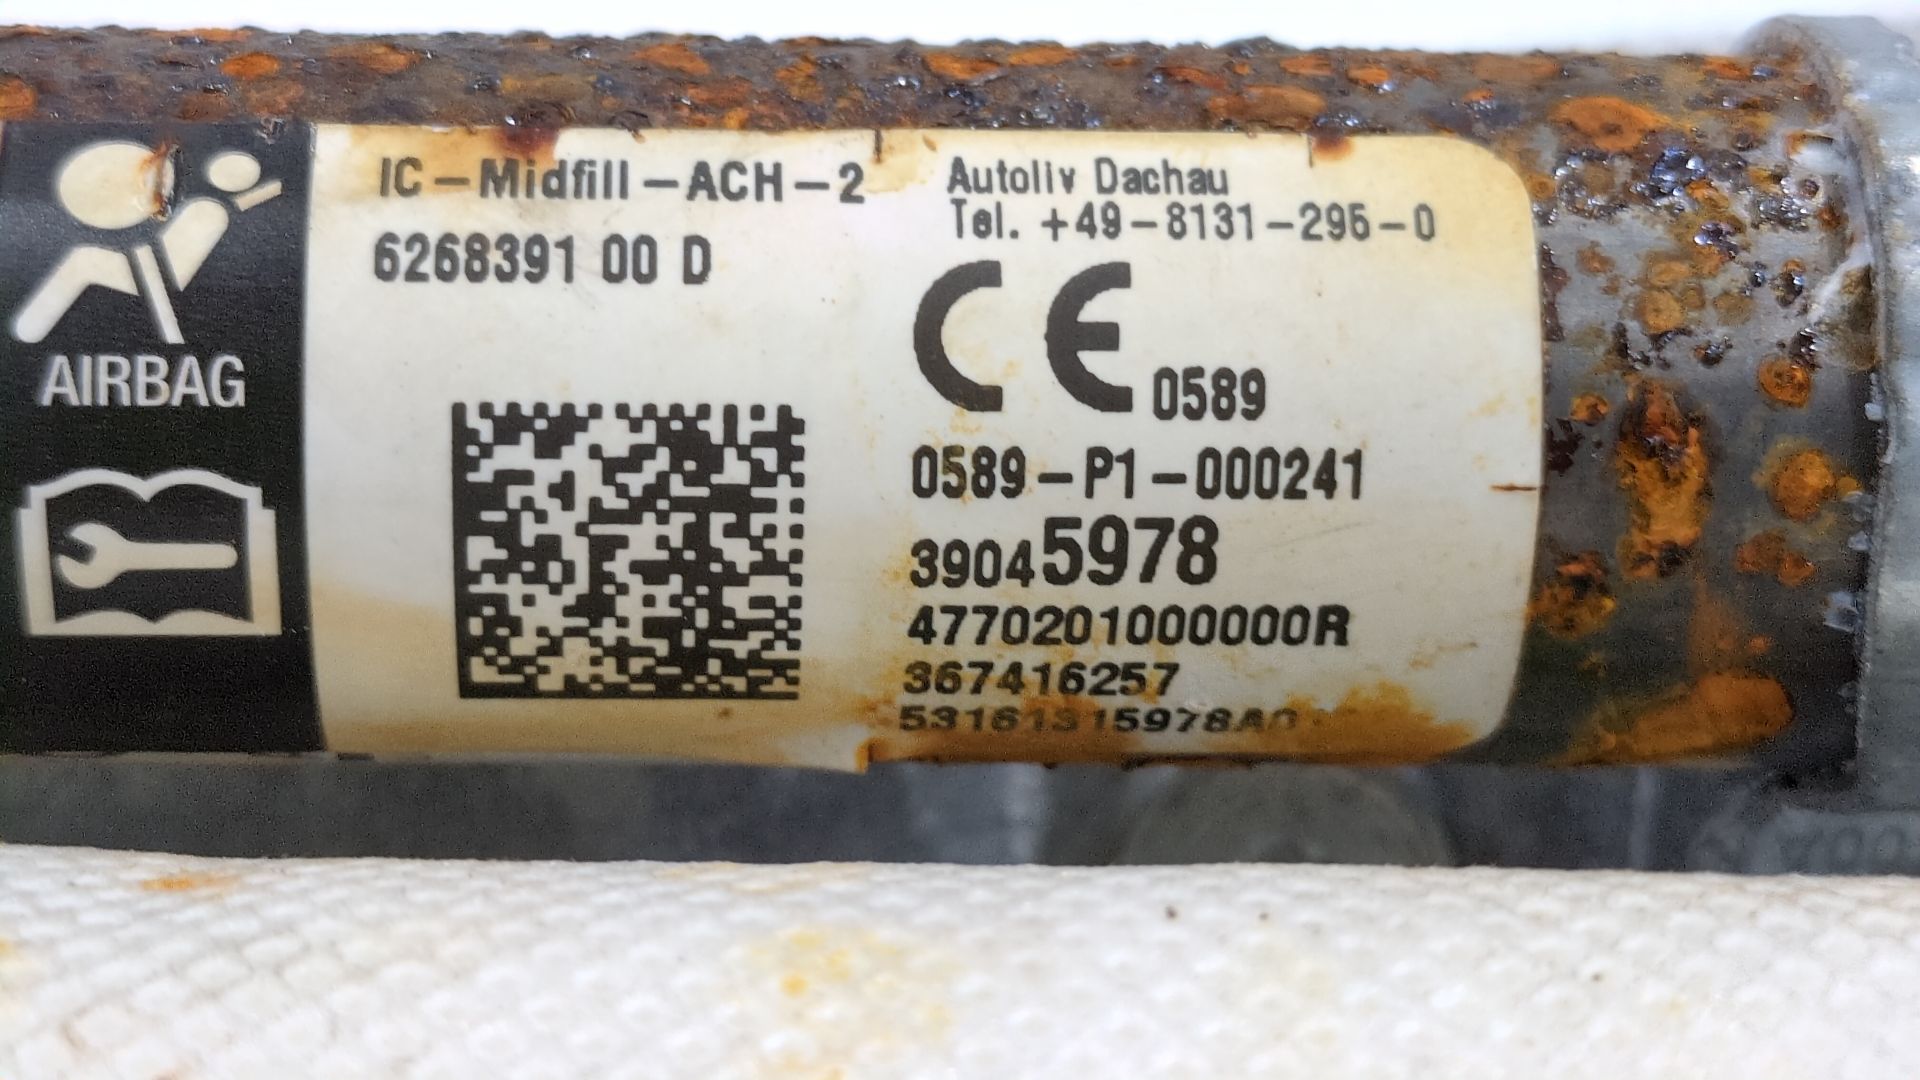 AIRBAG
IC-Midfill-ACH-2
6268391 00 D
Autoliv Dachau
Tel. +49-8131-295-0
CE 0589
0589-P1-000241
39045978
4770201000000R
367416257